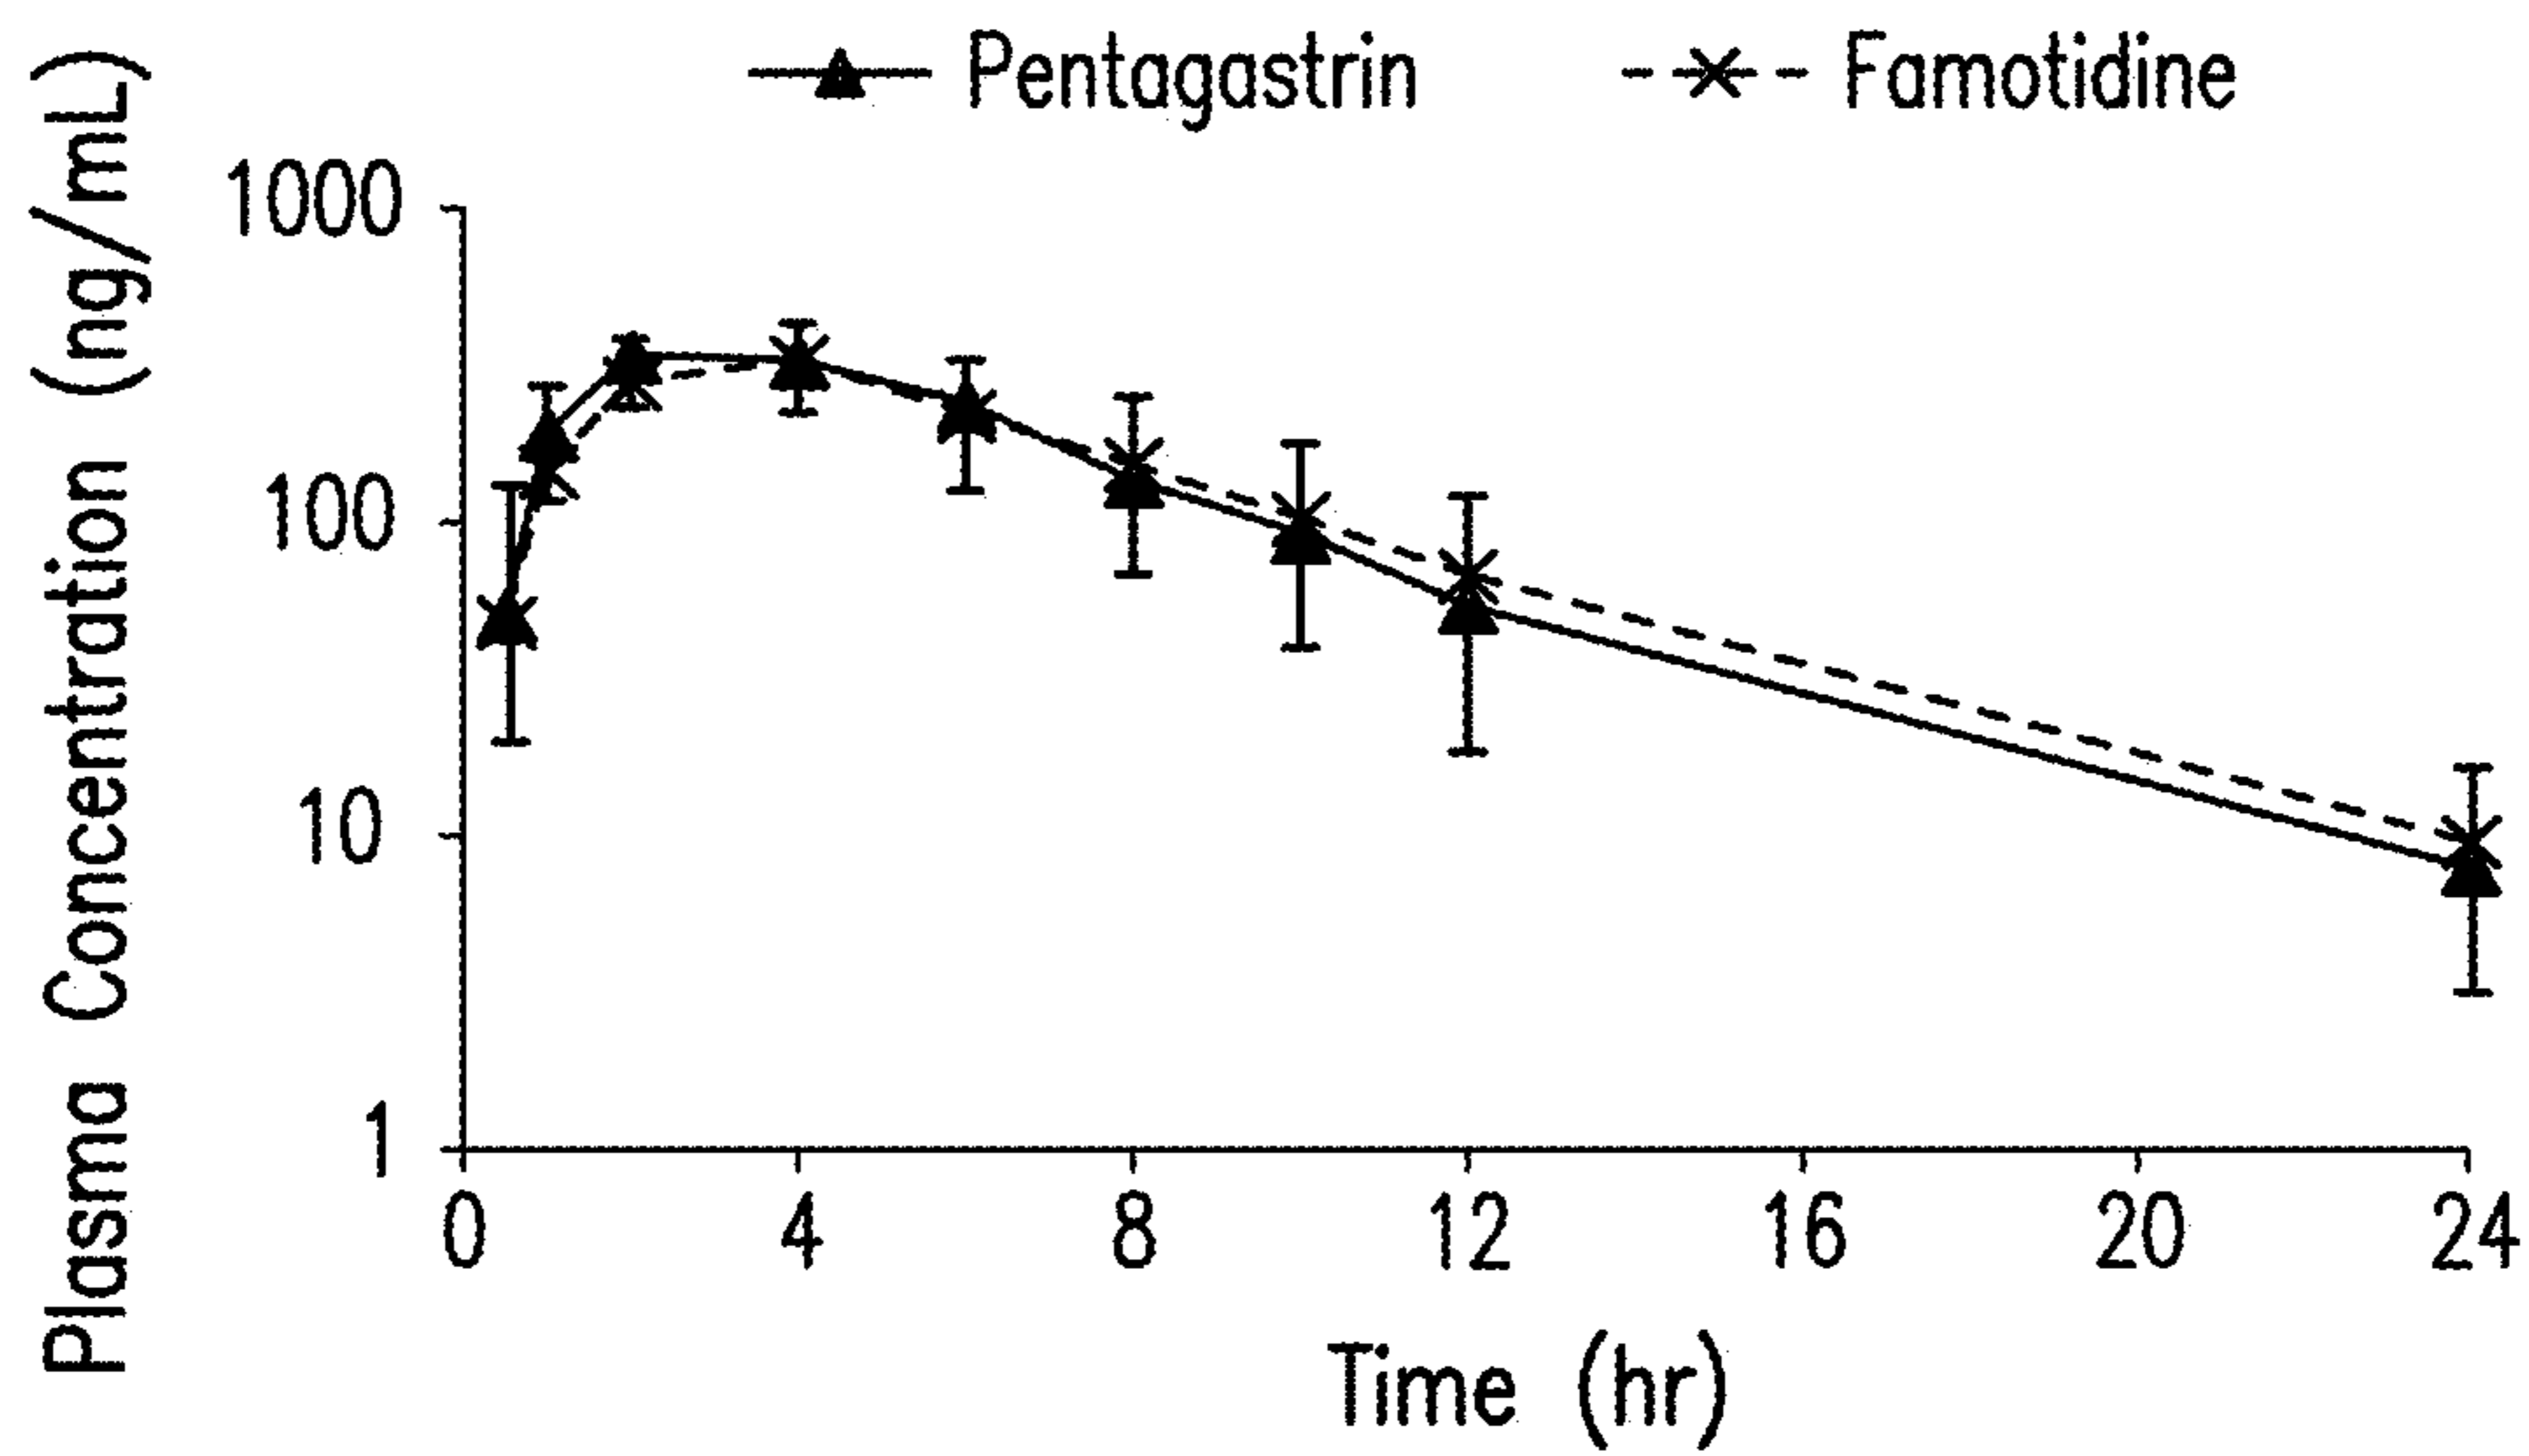 Pentagastrin
Famotidine
Plasma Concentration (ng/mL)
1000
100
10
1
0 4 8 12 16 20 24
Time (hr)